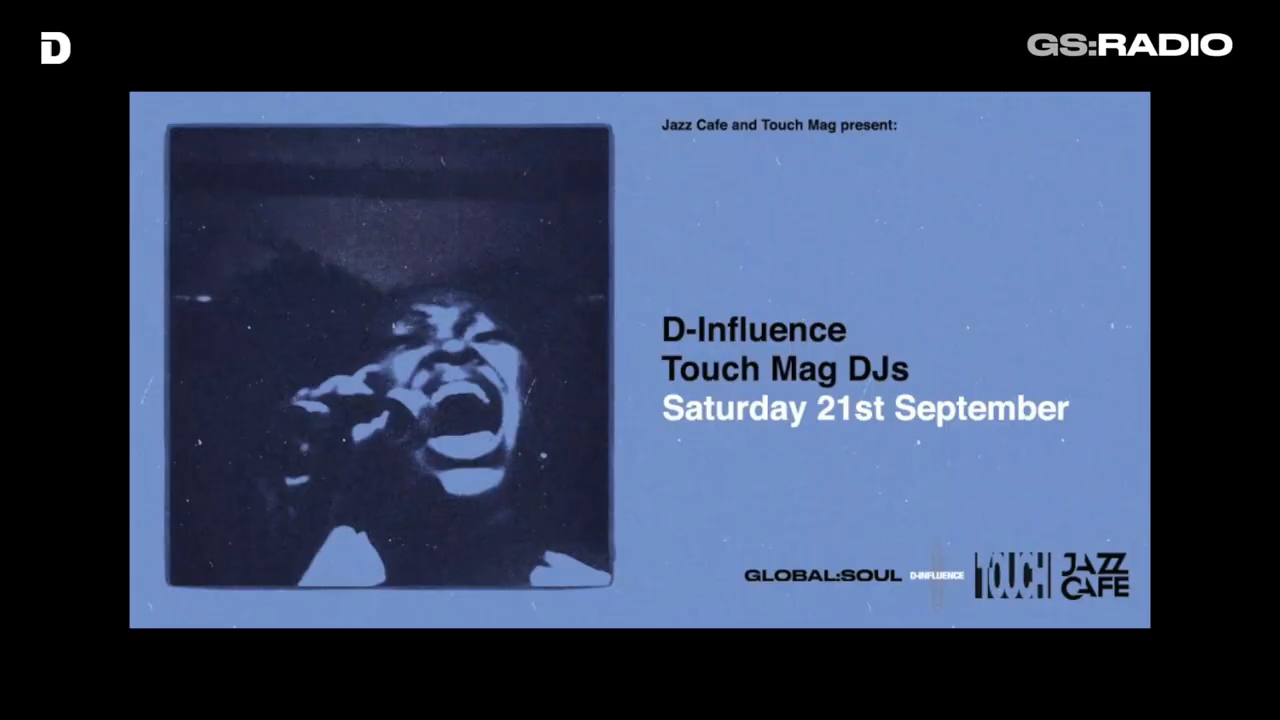 D
GS:RADIO
Jazz Cafe and Touch Mag present:
D-Influence
Touch Mag DJs
Saturday 21st September
GLOBAL:SOUL
D-INFLUENCE
TOUCH
JAZZ
CAFE